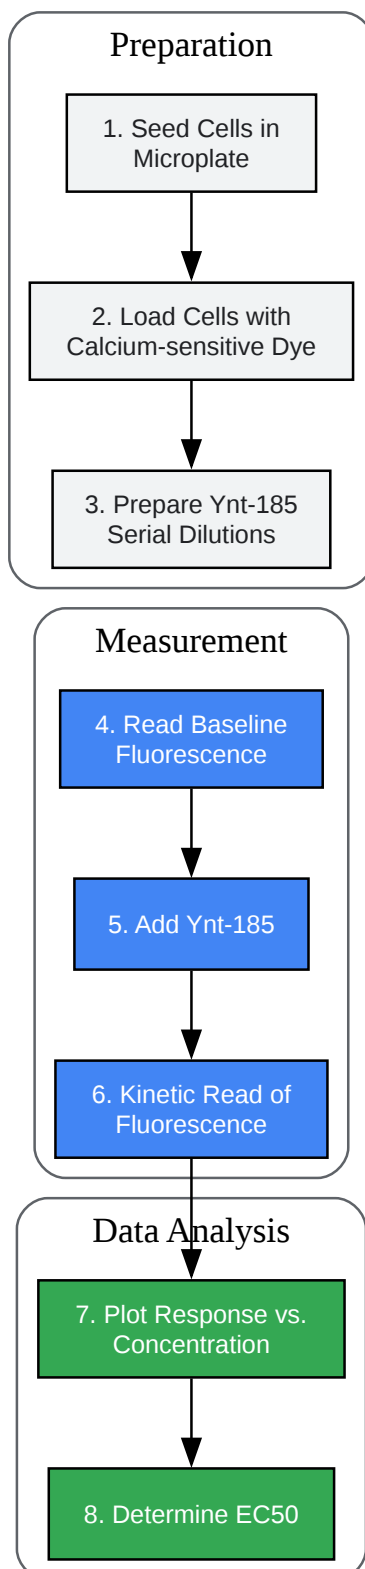 Preparation
1. Seed Cells in
Microplate
2. Load Cells with
Calcium-sensitive Dye
3. Prepare Ynt-185
Serial Dilutions
Measurement
4. Read Baseline
Fluorescence
5. Add Ynt-185
6. Kinetic Read of
Fluorescence
Data Analysis
7. Plot Response vs.
Concentration
8. Determine EC50